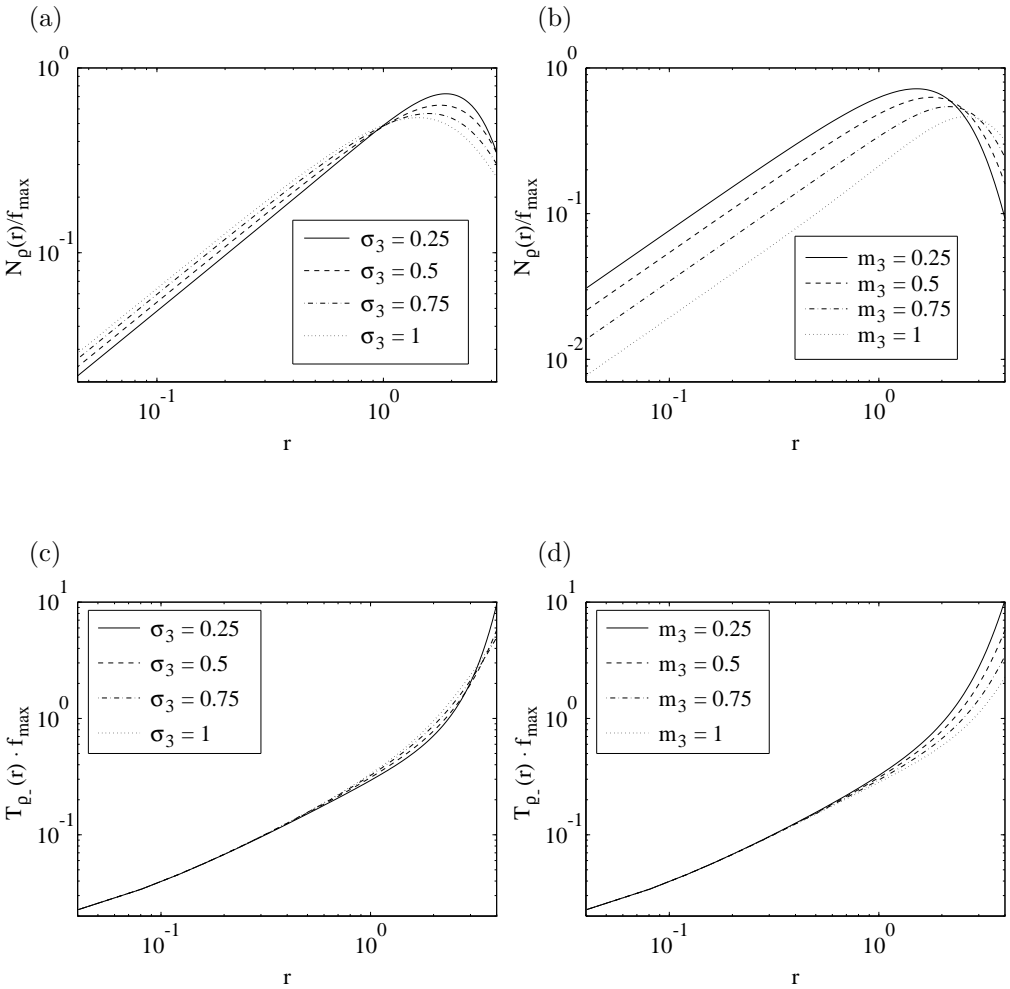 (a)
10^0
10^-1
N_ϱ(r)/f_max
σ_3 = 0.25
σ_3 = 0.5
σ_3 = 0.75
σ_3 = 1
10^-1
10^0
r
(b)
10^0
10^-1
10^-2
N_ϱ(r)/f_max
m_3 = 0.25
m_3 = 0.5
m_3 = 0.75
m_3 = 1
10^-1
10^0
r
(c)
10^1
10^0
10^-1
T_ϱ_-(r) · f_max
σ_3 = 0.25
σ_3 = 0.5
σ_3 = 0.75
σ_3 = 1
10^-1
10^0
r
(d)
10^1
10^0
10^-1
T_ϱ_-(r) · f_max
m_3 = 0.25
m_3 = 0.5
m_3 = 0.75
m_3 = 1
10^-1
10^0
r